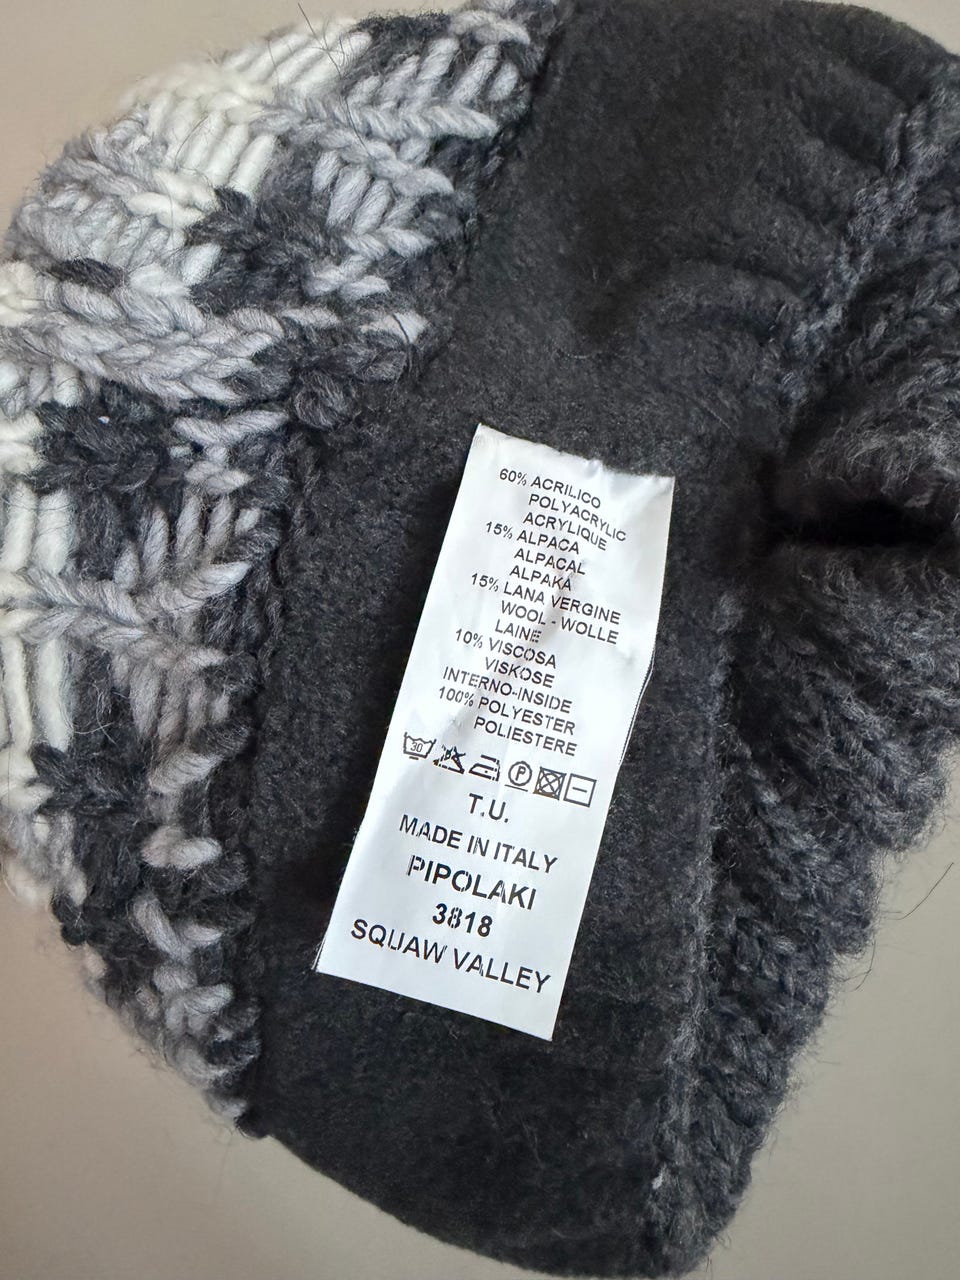 60% ACRILICO
POLYACRYLIC
ACRYLIQUE
15% ALPACA
ALPACAL
ALPAKA
15% LANA VERGINE
WOOL - WOLLE
LAINE
10% VISCOSA
VISKOSE
INTERNO-INSIDE
100% POLYESTER
POLIESTERE
30 P
T.U.
MADE IN ITALY
PIPOLAKI
3818
SQUAW VALLEY